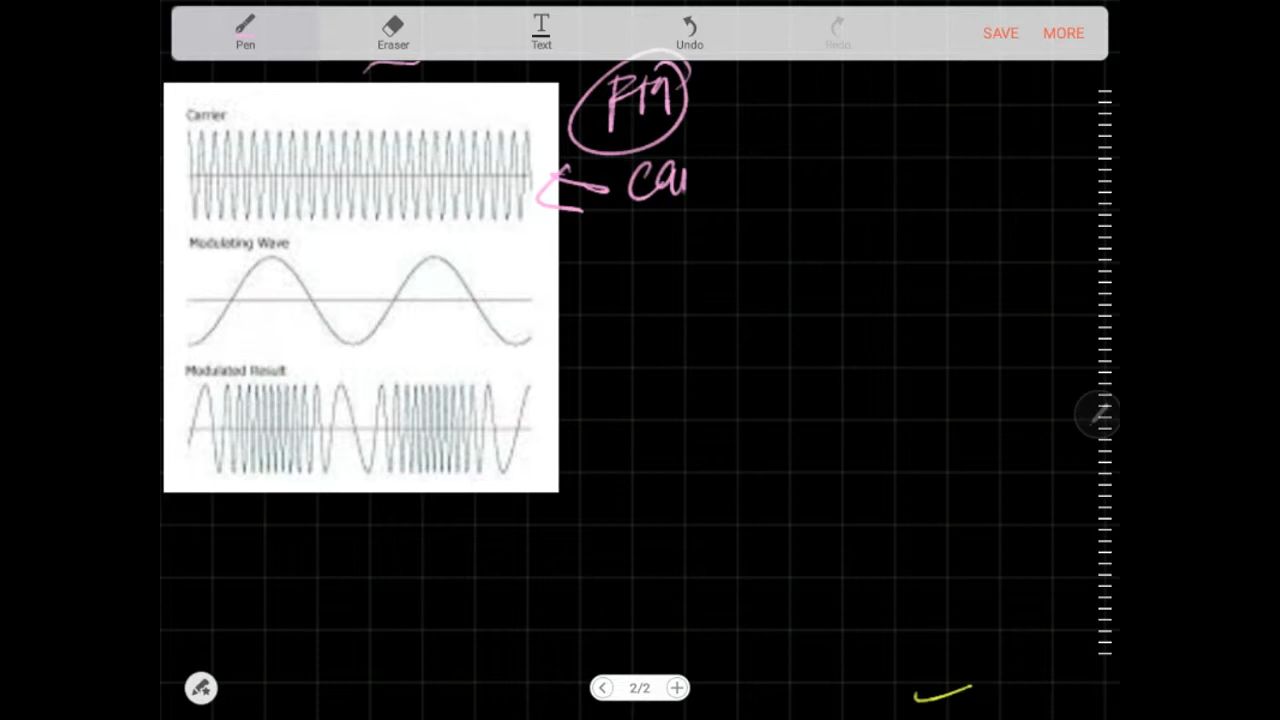 Pen Eraser Text Undo Redo SAVE MORE
FM
Carrier
Car
Modulating Wave
Modulated Result
2/2